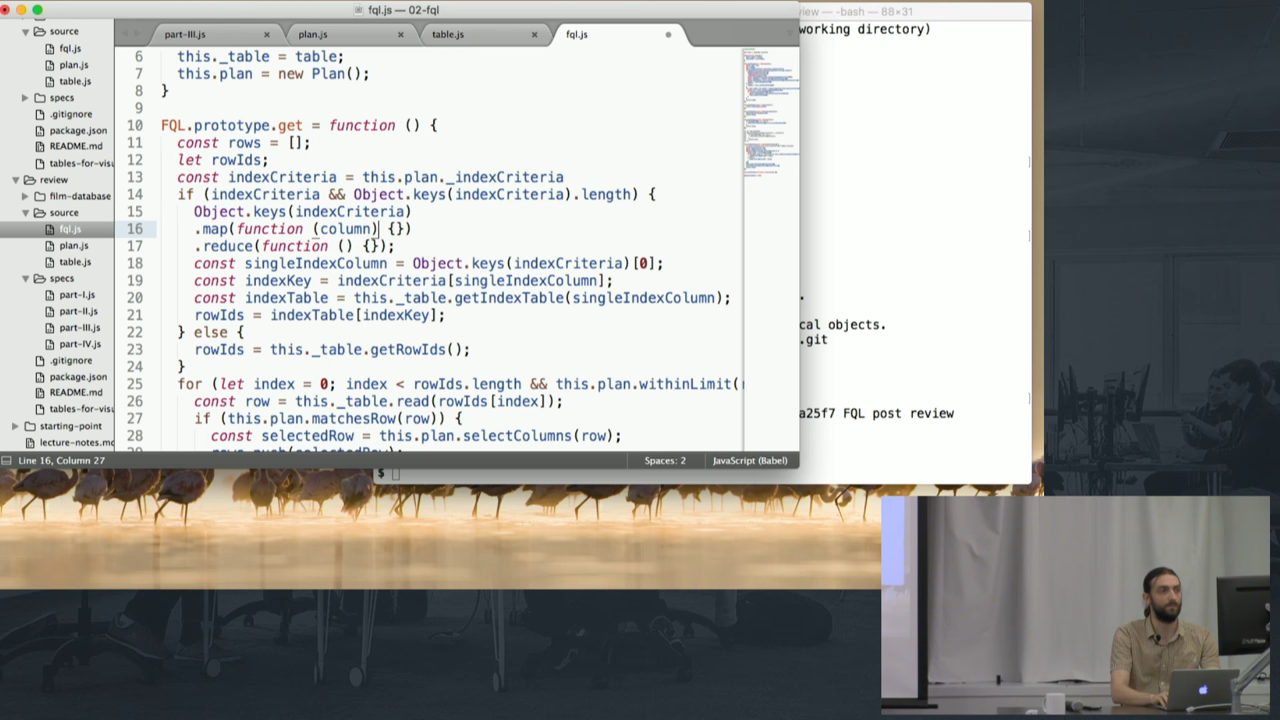 fql.js — 02-fql
view — -bash — 88×31
source
fql.js
plan.js
table.js
specs
.gitignore
package.json
README.md
tables-for-visu
review
film-database
source
fql.js
plan.js
table.js
specs
part-I.js
part-II.js
part-III.js
part-IV.js
.gitignore
package.json
README.md
tables-for-visu
starting-point
lecture-notes.mc
part-III.js ×
plan.js ×
table.js ×
fql.js
6 this._table = table;
7 this.plan = new Plan();
8 }
9
10 FQL.prototype.get = function () {
11 const rows = [];
12 let rowIds;
13 const indexCriteria = this.plan._indexCriteria
14 if (indexCriteria && Object.keys(indexCriteria).length) {
15 Object.keys(indexCriteria)
16 .map(function (column) {})
17 .reduce(function () {});
18 const singleIndexColumn = Object.keys(indexCriteria)[0];
19 const indexKey = indexCriteria[singleIndexColumn];
20 const indexTable = this._table.getIndexTable(singleIndexColumn);
21 rowIds = indexTable[indexKey];
22 } else {
23 rowIds = this._table.getRowIds();
24 }
25 for (let index = 0; index < rowIds.length && this.plan.withinLimit(
26 const row = this._table.read(rowIds[index]);
27 if (this.plan.matchesRow(row)) {
28 const selectedRow = this.plan.selectColumns(row);
Line 16, Column 27
Spaces: 2
JavaScript (Babel)
working directory)
.
cal objects.
.git
a25f7 FQL post review
$